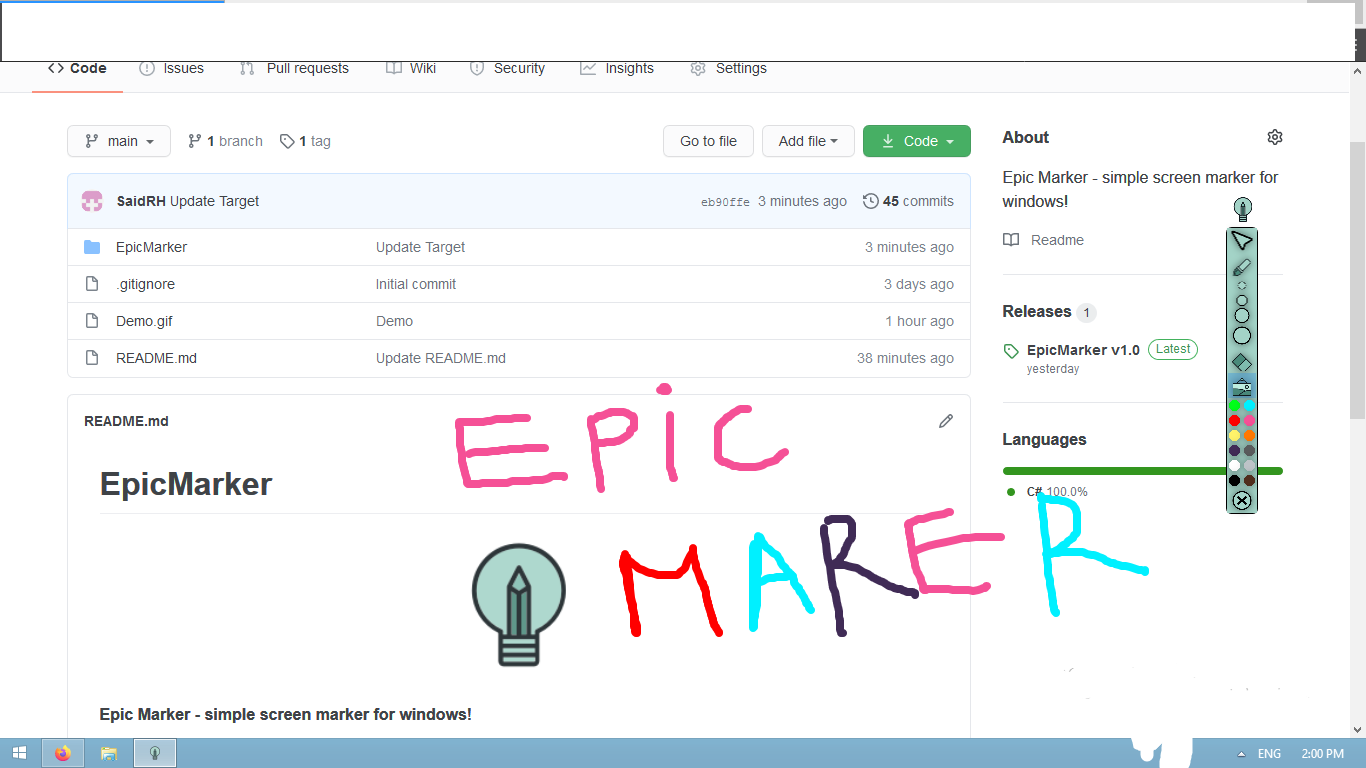 Code Issues Pull requests Wiki Security Insights Settings
main 1 branch 1 tag Go to file Add file Code
SaidRH Update Target eb90ffe 3 minutes ago 45 commits
EpicMarker Update Target 3 minutes ago
.gitignore Initial commit 3 days ago
Demo.gif Demo 1 hour ago
README.md Update README.md 38 minutes ago
README.md
EpicMarker
EPiC
MARER
Epic Marker - simple screen marker for windows!
About
Epic Marker - simple screen marker for
windows!
Readme
Releases 1
EpicMarker v1.0 Latest
yesterday
Languages
C# 100.0%
ENG 2:00 PM